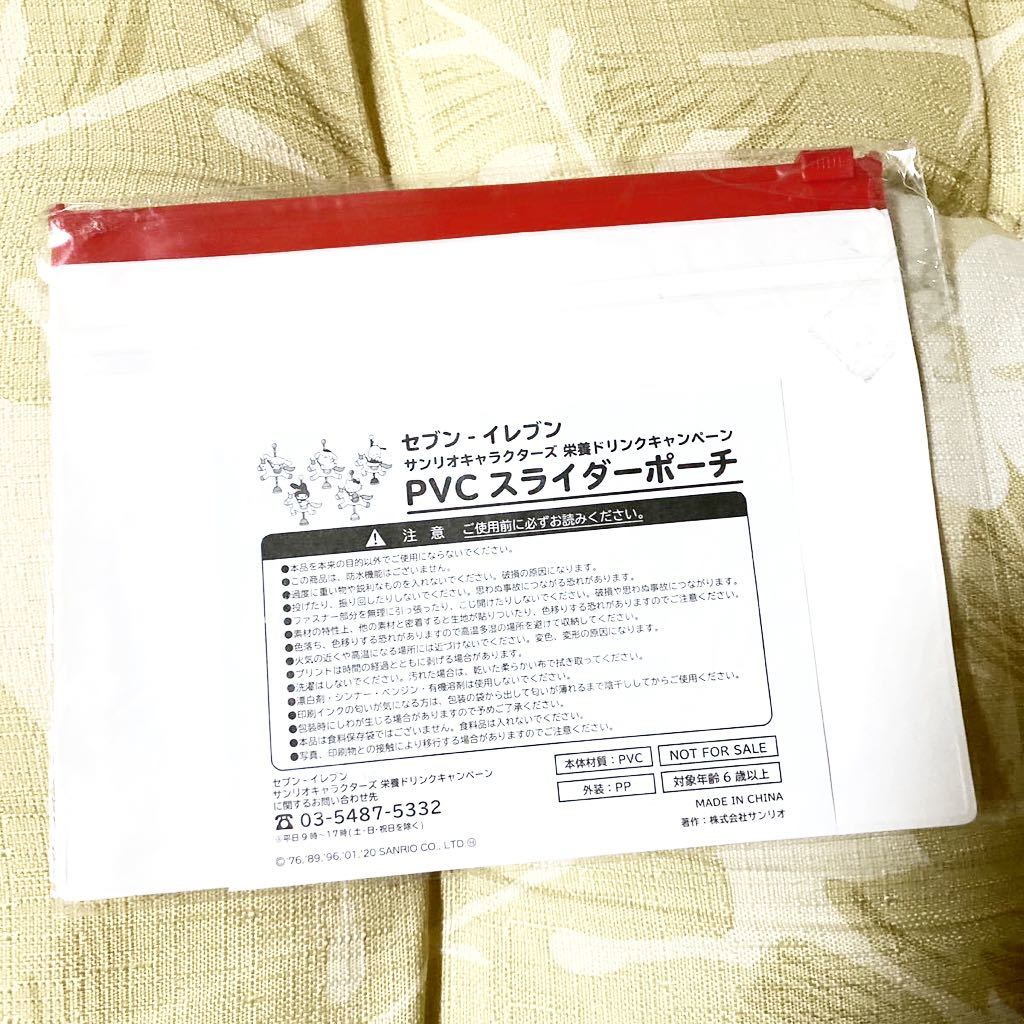 セブン-イレブン
サンリオキャラクターズ 栄養ドリンクキャンペーン
PVC スライダーポーチ
注 意 ご使用前に必ずお読みください。
●本品を本来の目的以外でご使用にならないでください。
●この商品は、防水機能はございません。
●過度に重い物や鋭利なものを入れないでください。破損の原因になります。
●投げたり、振り回したりしないでください。思わぬ事故につながる恐れがあります。
●ファスナー部分を無理に引っ張ったり、こじ開けたりしないでください。破損や思わぬ事故につながります。
●素材の特性上、他の素材と密着すると生地が貼りついたり、色移りする恐れがありますのでご注意ください。
●色落ち、色移りする恐れがありますので高温多湿の場所を避けて収納してください。
●火気の近くや高温になる場所には近づけないでください。変色、変形の原因になります。
●プリントは時間の経過とともに剥げる場合があります。
●洗濯はしないでください。汚れた場合は、乾いた柔らかい布で拭き取ってください。
●漂白剤・シンナー・ベンジン・有機溶剤は使用しないでください。
●印刷インクの匂いが気になる方は、包装の袋から出して匂いが薄れるまで陰干ししてからご使用ください。
●包装時にしわが生じる場合がありますので予めご了承ください。
●本品は食料保存袋ではございません。食料品は入れないでください。
●写真、印刷物との接触により移行する場合がありますのでご注意ください。
セブン-イレブン
サンリオキャラクターズ 栄養ドリンクキャンペーン
に関するお問い合わせ先
☎ 03-5487-5332
※平日9時～17時(土・日・祝日を除く)
© '76,'89,'96,'01,'20 SANRIO CO., LTD. Ⓗ
本体材質：PVC
NOT FOR SALE
外装：PP
対象年齢6歳以上
MADE IN CHINA
著作：株式会社サンリオ